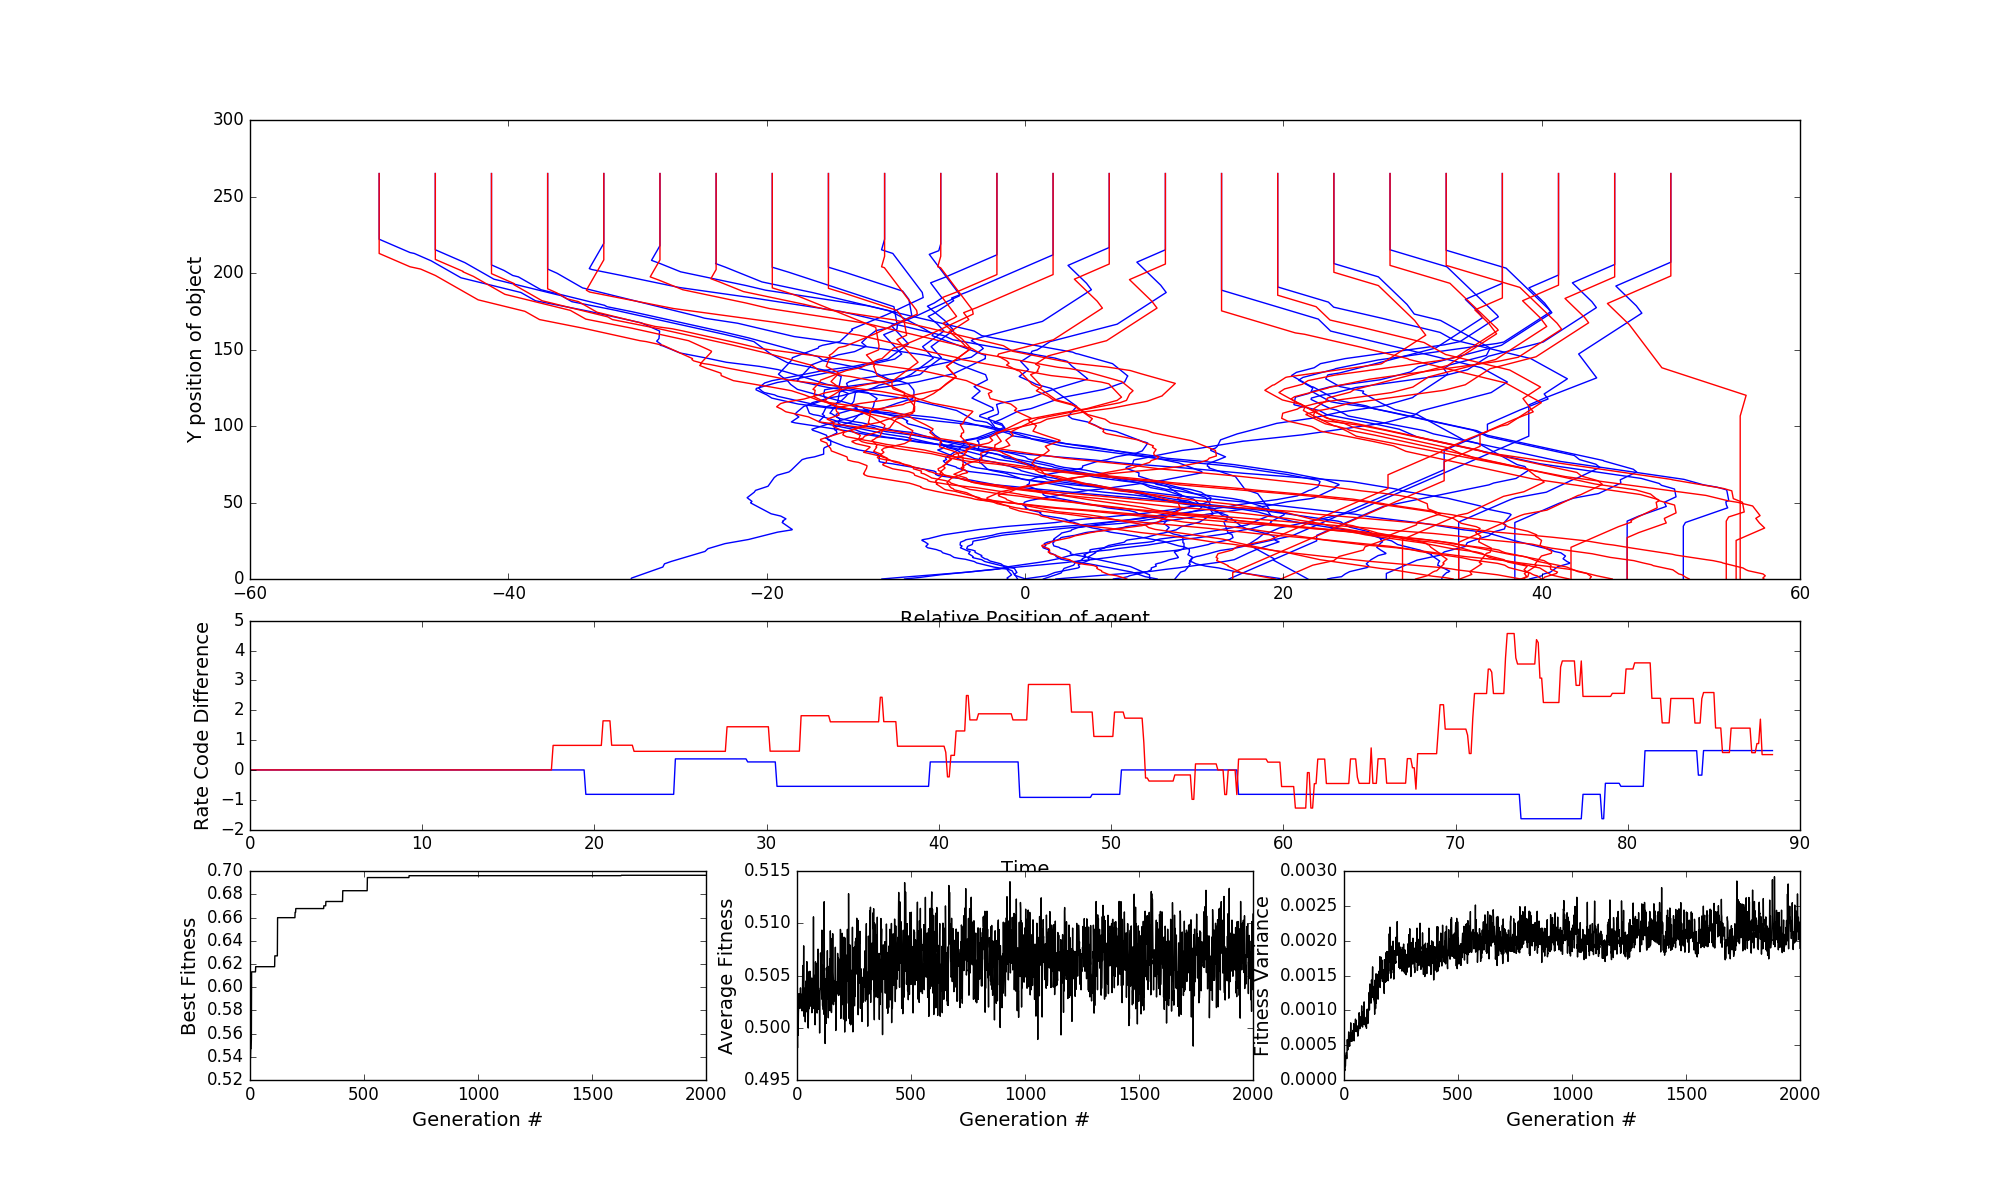 300
250
200
150
100
50
0
Y position of object
−60 −40 −20 0 20 40 60
Relative Position of agent
5
4
3
2
1
0
−1
−2
Rate Code Difference
0 10 20 30 40 50 60 70 80 90
Time
0.70
0.68
0.66
0.64
0.62
0.60
0.58
0.56
0.54
0.52
Best Fitness
0 500 1000 1500 2000
Generation #
0.515
0.510
0.505
0.500
0.495
Average Fitness
0 500 1000 1500 2000
Generation #
0.0030
0.0025
0.0020
0.0015
0.0010
0.0005
0.0000
Fitness Variance
0 500 1000 1500 2000
Generation #